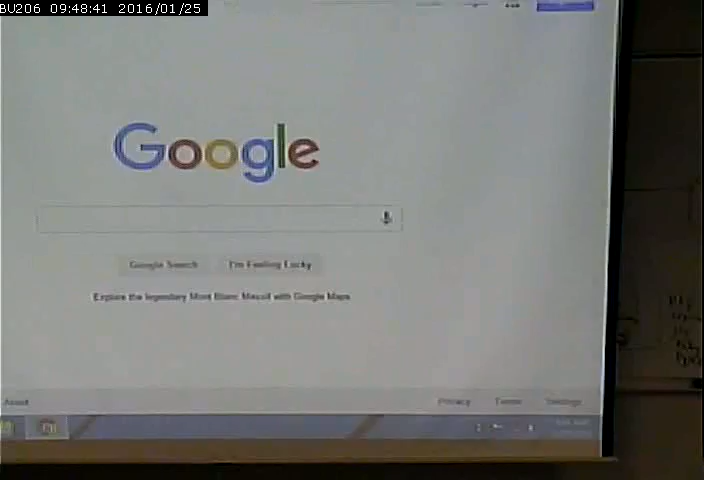 BU206 09:48:41 2016/01/25
Google
Google Search I'm Feeling Lucky
Explore the legendary Mont Blanc Massif with Google Maps
About Privacy Terms Settings